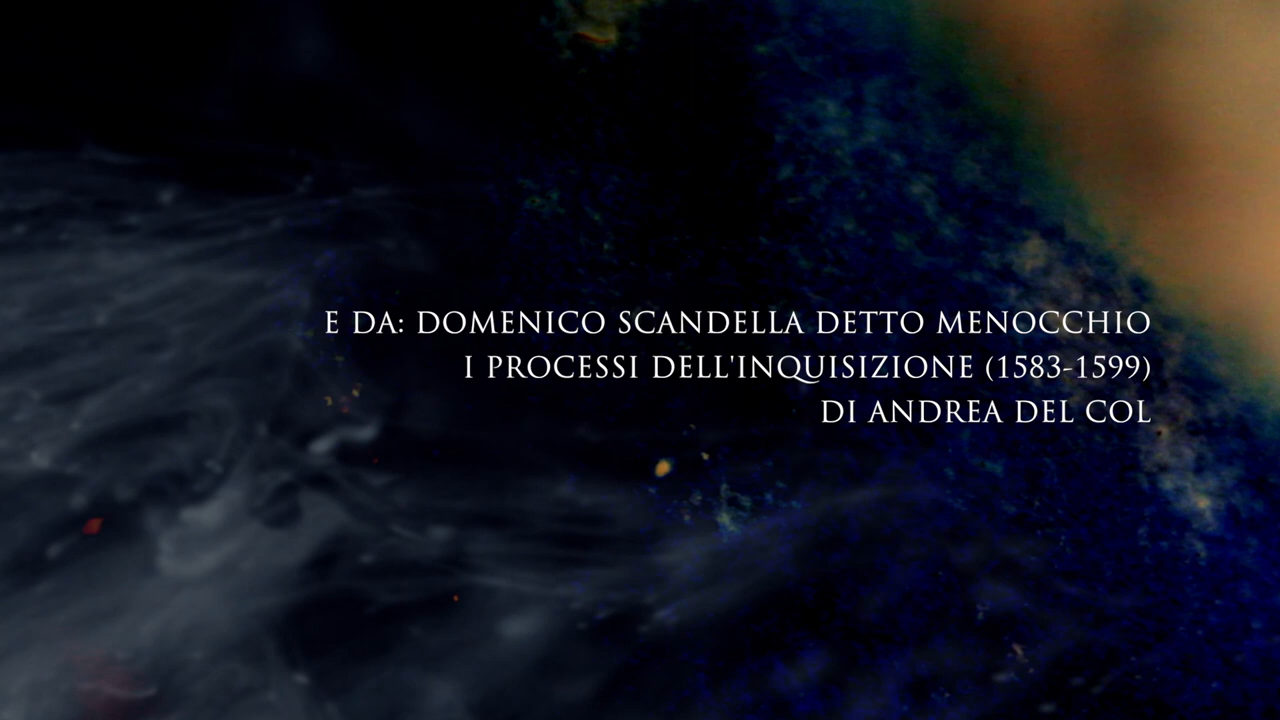 E DA: DOMENICO SCANDELLA DETTO MENOCCHIO
I PROCESSI DELL'INQUISIZIONE (1583-1599)
DI ANDREA DEL COL